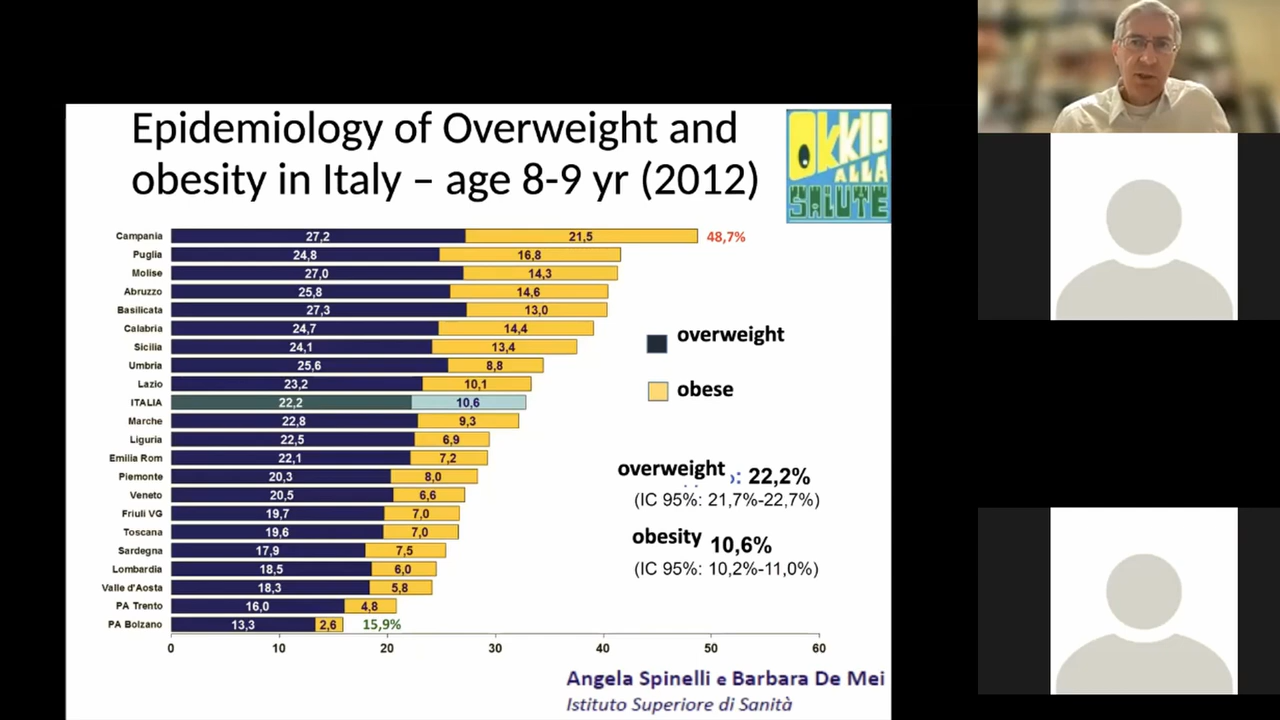 Epidemiology of Overweight and
obesity in Italy – age 8-9 yr (2012)
OKKIO
ALLA
SALUTE
Campania 27,2 21,5 48,7%
Puglia 24,8 16,8
Molise 27,0 14,3
Abruzzo 25,8 14,6
Basilicata 27,3 13,0
Calabria 24,7 14,4
Sicilia 24,1 13,4
Umbria 25,6 8,8
Lazio 23,2 10,1
ITALIA 22,2 10,6
Marche 22,8 9,3
Liguria 22,5 6,9
Emilia Rom 22,1 7,2
Piemonte 20,3 8,0
Veneto 20,5 6,6
Friuli VG 19,7 7,0
Toscana 19,6 7,0
Sardegna 17,9 7,5
Lombardia 18,5 6,0
Valle d'Aosta 18,3 5,8
PA Trento 16,0 4,8
PA Bolzano 13,3 2,6 15,9%
0 10 20 30 40 50 60
overweight
obese
overweight : 22,2%
(IC 95%: 21,7%-22,7%)
obesity 10,6%
(IC 95%: 10,2%-11,0%)
Angela Spinelli e Barbara De Mei
Istituto Superiore di Sanità